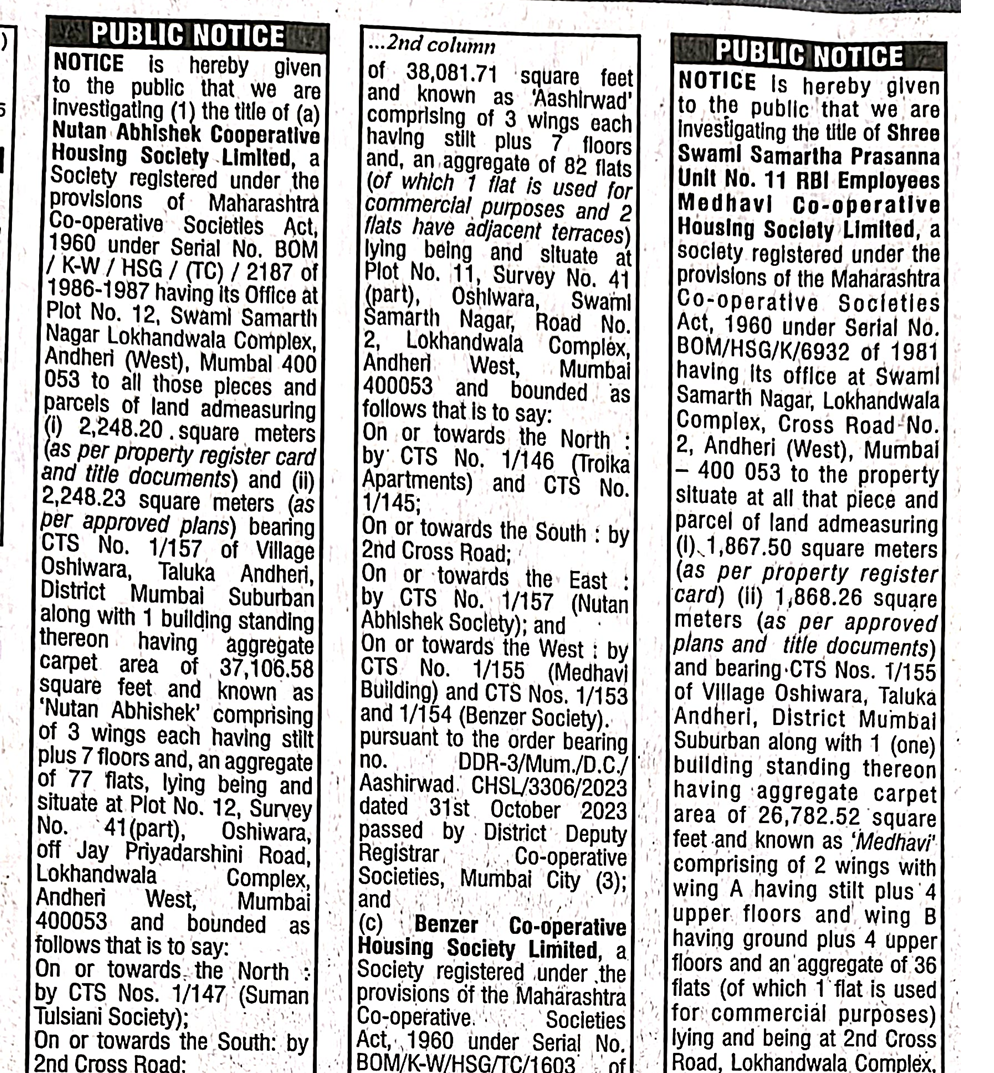 )
5
PUBLIC NOTICE
NOTICE is hereby given
to the public that we are
investigating (1) the title of (a)
Nutan Abhishek Cooperative
Housing Society Limited, a
Society registered under the
provisions of Maharashtra
Co-operative Societies Act,
1960 under Serial No. BOM
/ K-W / HSG / (TC) / 2187 of
1986-1987 having its Office at
Plot No. 12, Swami Samarth
Nagar Lokhandwala Complex,
Andheri (West), Mumbai 400
053 to all those pieces and
parcels of land admeasuring
(i) 2,248.20 square meters
(as per property register card
and title documents) and (ii)
2,248.23 square meters (as
per approved plans) bearing
CTS No. 1/157 of Village
Oshiwara, Taluka Andheri,
District Mumbai Suburban
along with 1 building standing
thereon having aggregate
carpet area of 37,106.58
square feet and known as
'Nutan Abhishek' comprising
of 3 wings each having stilt
plus 7 floors and, an aggregate
of 77 flats, lying being and
situate at Plot No. 12, Survey
No. 41(part), Oshiwara,
off Jay Priyadarshini Road,
Lokhandwala Complex,
Andheri West, Mumbai
400053 and bounded as
follows that is to say:
On or towards the North :
by CTS Nos. 1/147 (Suman
Tulsiani Society);
On or towards the South: by
2nd Cross Road;
...2nd column
of 38,081.71 square feet
and known as 'Aashirwad'
comprising of 3 wings each
having stilt plus 7 floors
and, an aggregate of 82 flats
(of which 1 flat is used for
commercial purposes and 2
flats have adjacent terraces)
lying being and situate at
Plot No. 11, Survey No. 41
(part), Oshiwara, Swami
Samarth Nagar, Road No.
2, Lokhandwala Complex,
Andheri West, Mumbai
400053 and bounded as
follows that is to say:
On or towards the North :
by CTS No. 1/146 (Troika
Apartments) and CTS No.
1/145;
On or towards the South : by
2nd Cross Road;
On or towards the East :
by CTS No. 1/157 (Nutan
Abhishek Society); and
On or towards the West : by
CTS No. 1/155 (Medhavi
Building) and CTS Nos. 1/153
and 1/154 (Benzer Society).
pursuant to the order bearing
no. DDR-3/Mum./D.C./
Aashirwad CHSL/3306/2023
dated 31st October 2023
passed by District Deputy
Registrar Co-operative
Societies, Mumbai City (3);
and
(c) Benzer Co-operative
Housing Society Limited, a
Society registered under the
provisions of the Maharashtra
Co-operative Societies
Act, 1960 under Serial No.
BOM/K-W/HSG/TC/1603 of
PUBLIC NOTICE
NOTICE is hereby given
to the public that we are
investigating the title of Shree
Swami Samartha Prasanna
Unit No. 11 RBI Employees
Medhavi Co-operative
Housing Society Limited, a
society registered under the
provisions of the Maharashtra
Co-operative Societies
Act, 1960 under Serial No.
BOM/HSG/K/6932 of 1981
having its office at Swami
Samarth Nagar, Lokhandwala
Complex, Cross Road No.
2, Andheri (West), Mumbai
– 400 053 to the property
situate at all that piece and
parcel of land admeasuring
(i) 1,867.50 square meters
(as per property register
card) (ii) 1,868.26 square
meters (as per approved
plans and title documents)
and bearing CTS Nos. 1/155
of Village Oshiwara, Taluka
Andheri, District Mumbai
Suburban along with 1 (one)
building standing thereon
having aggregate carpet
area of 26,782.52 square
feet and known as 'Medhavi'
comprising of 2 wings with
wing A having stilt plus 4
upper floors and wing B
having ground plus 4 upper
floors and an aggregate of 36
flats (of which 1 flat is used
for commercial purposes)
lying and being at 2nd Cross
Road, Lokhandwala Complex,